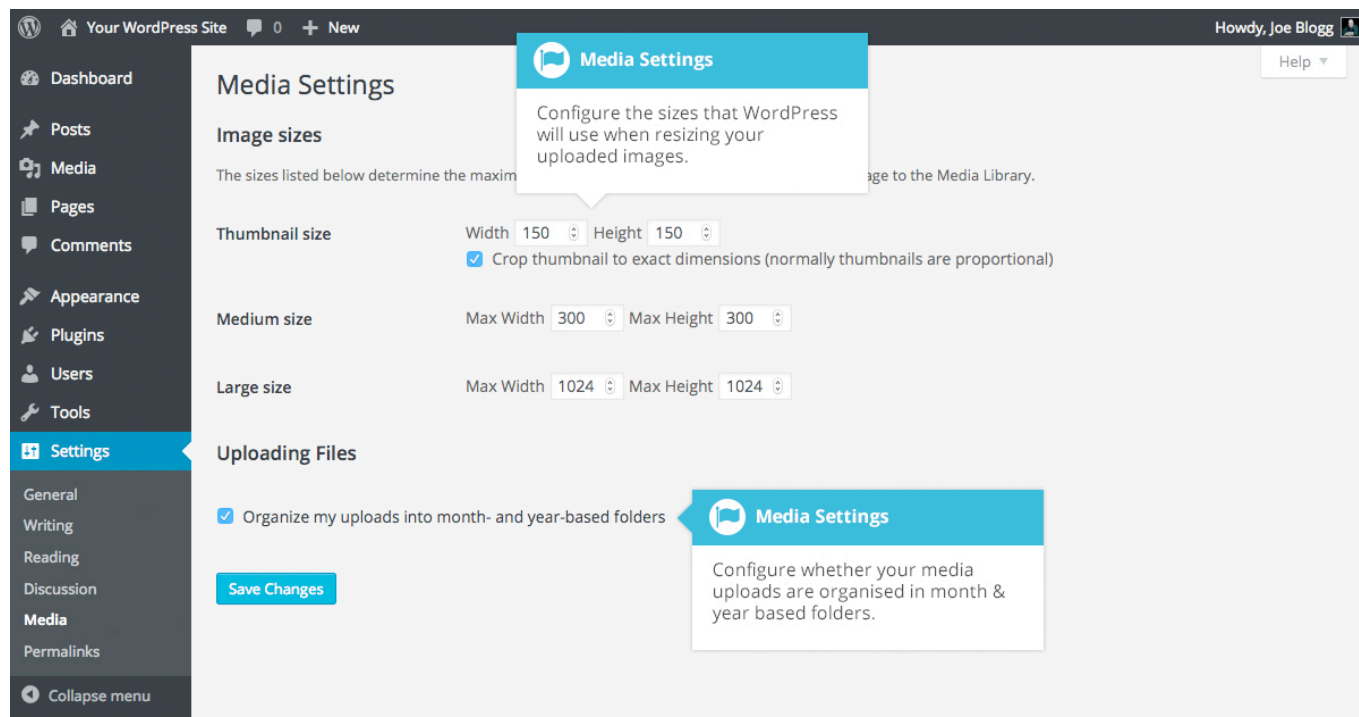 Your WordPress Site 0 + New Howdy, Joe Blogg
Dashboard
Posts
Media
Pages
Comments
Appearance
Plugins
Users
Tools
Settings
General
Writing
Reading
Discussion
Media
Permalinks
Collapse menu
Help
Media Settings
Media Settings
Configure the sizes that WordPress
will use when resizing your
uploaded images.
Image sizes
The sizes listed below determine the maxim age to the Media Library.
Thumbnail size Width 150 Height 150
Crop thumbnail to exact dimensions (normally thumbnails are proportional)
Medium size Max Width 300 Max Height 300
Large size Max Width 1024 Max Height 1024
Uploading Files
Organize my uploads into month- and year-based folders
Media Settings
Configure whether your media
uploads are organised in month &
year based folders.
Save Changes